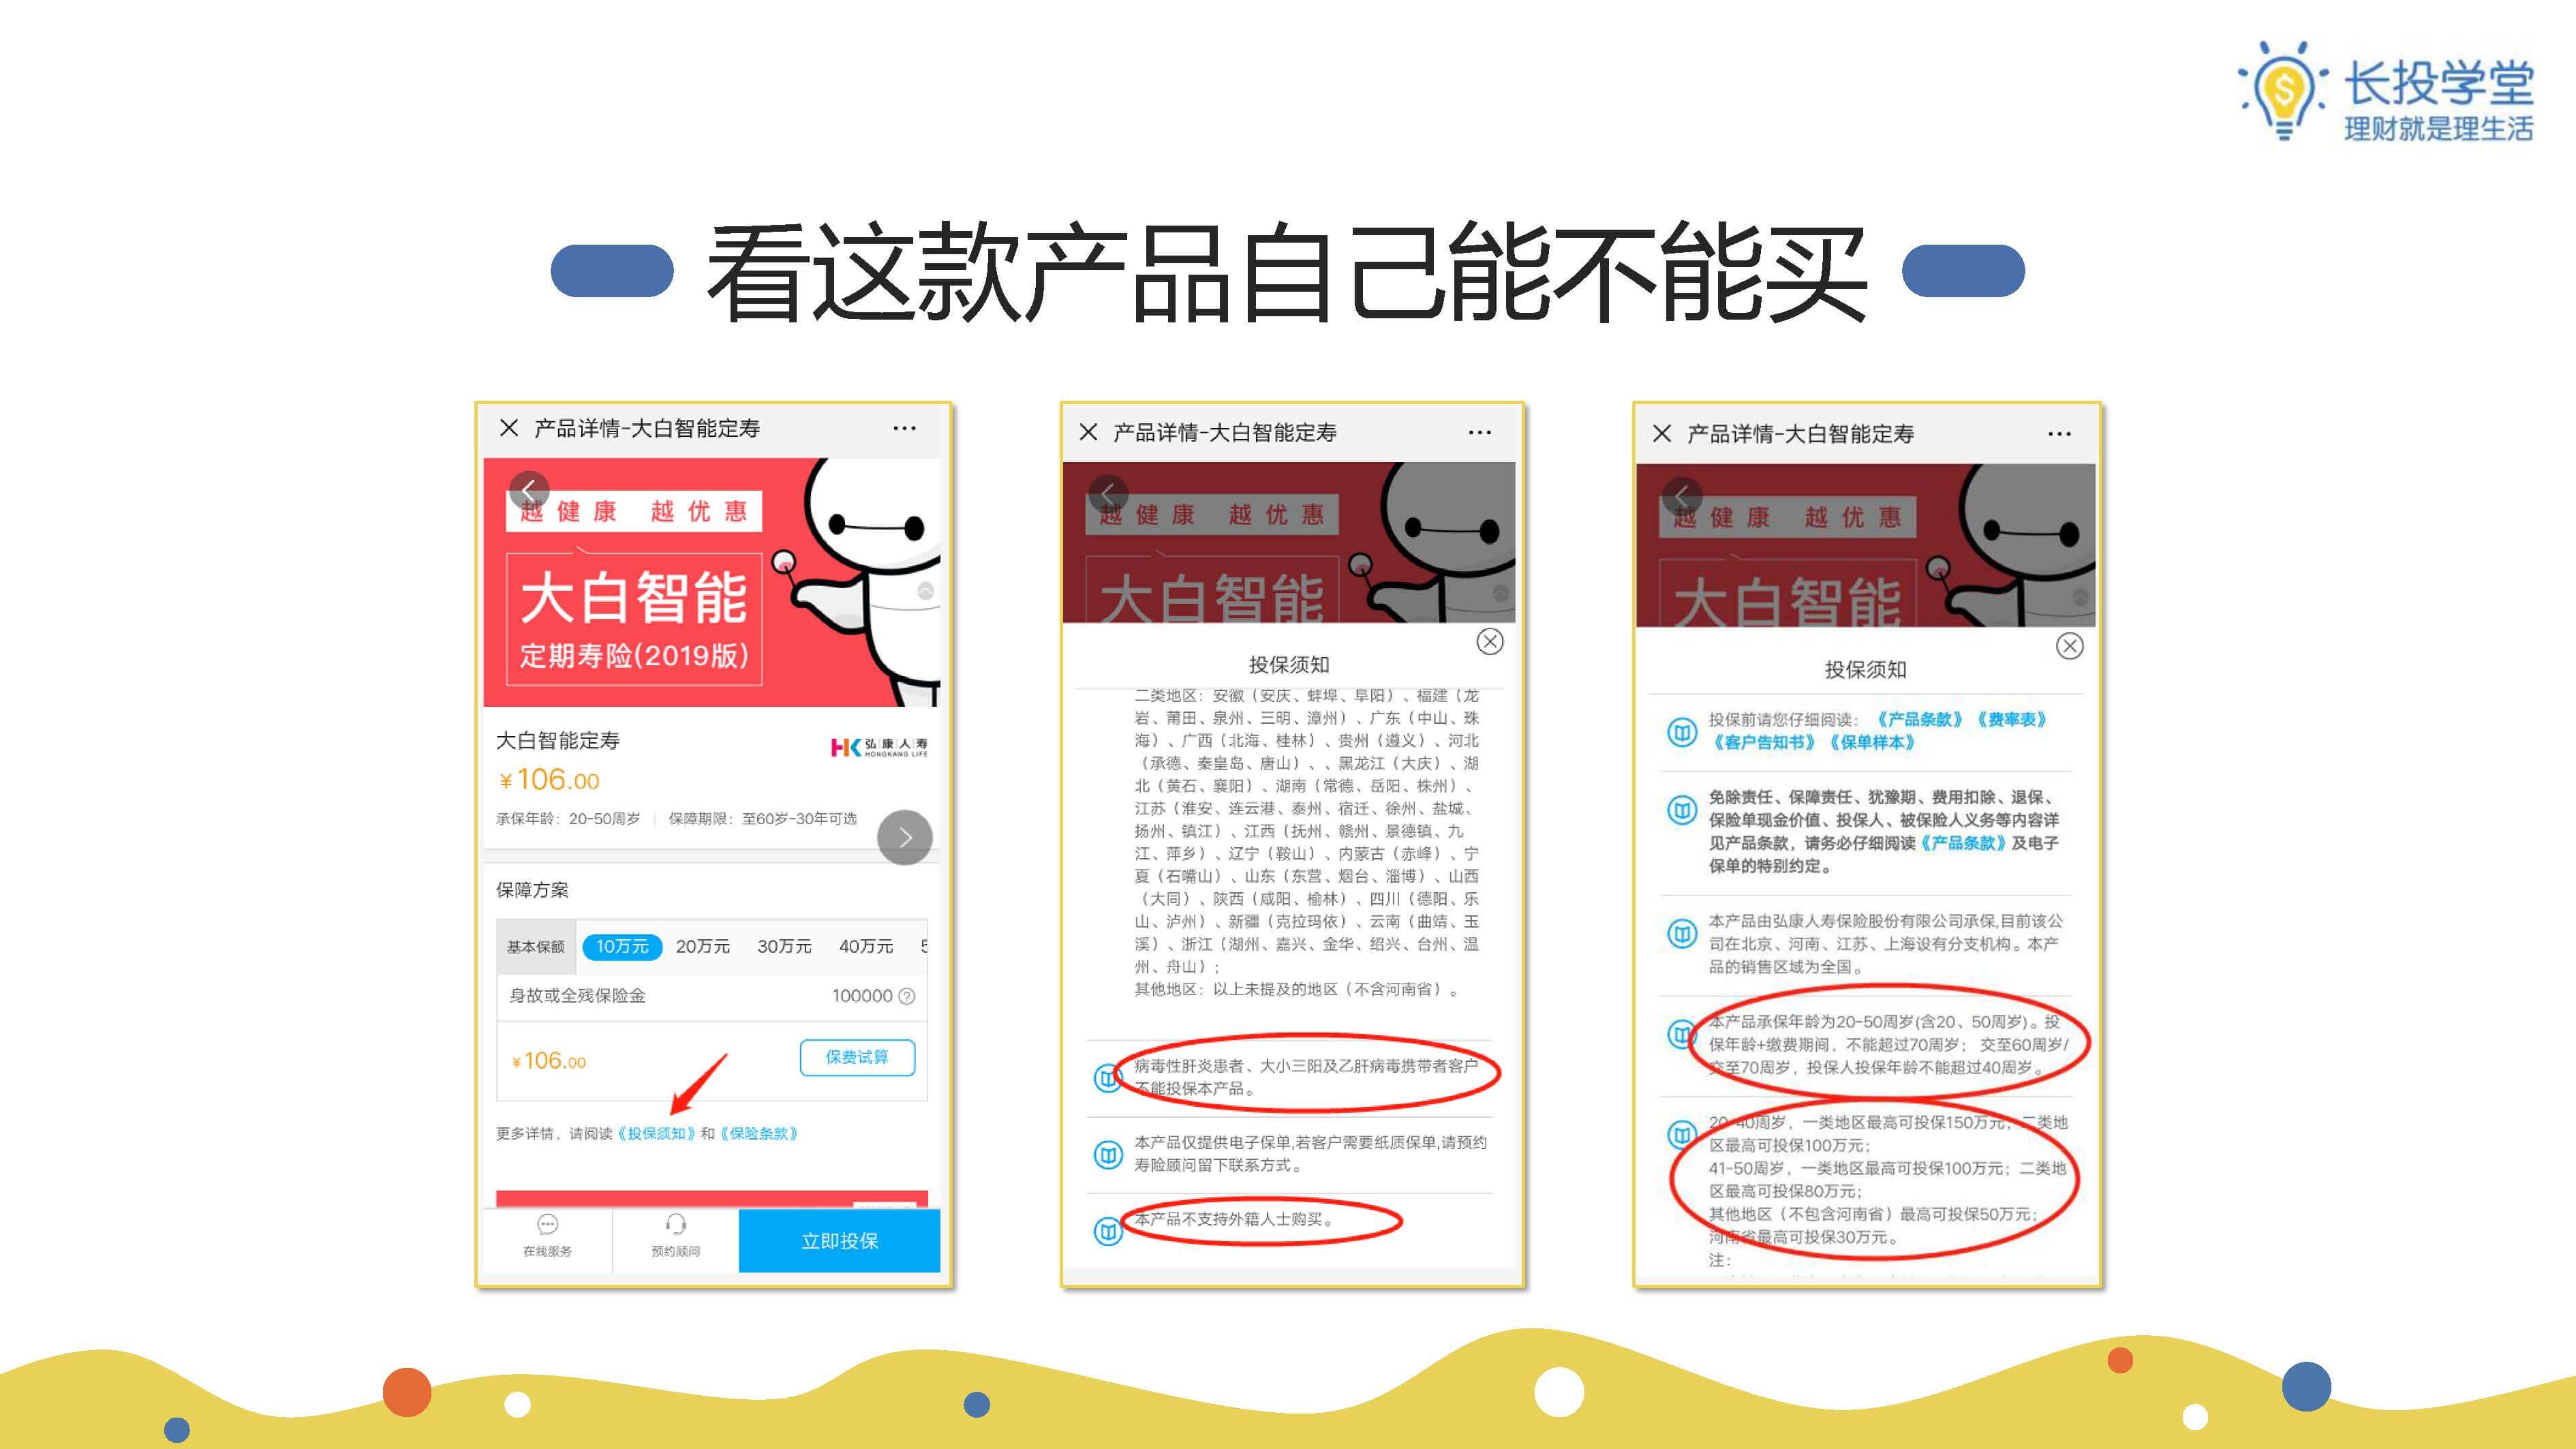 长投学堂
理财就是理生活
看这款产品自己能不能买
产品详情-大白智能定寿
越健康 越优惠
大白智能
定期寿险(2019版)
大白智能定寿
弘康人寿
HONGKANG LIFE
¥106.00
承保年龄：20-50周岁 | 保障期限：至60岁-30年可选
保障方案
基本保额 10万元 20万元 30万元 40万元 5
身故或全残保险金 100000
¥106.00 保费试算
更多详情，请阅读《投保须知》和《保险条款》
在线服务 预约顾问 立即投保
产品详情-大白智能定寿
越健康 越优惠
大白智能
投保须知
二类地区：安徽（安庆、蚌埠、阜阳）、福建（龙
岩、莆田、泉州、三明、漳州）、广东（中山、珠
海）、广西（北海、桂林）、贵州（遵义）、河北
（承德、秦皇岛、唐山）、、黑龙江（大庆）、湖
北（黄石、襄阳）、湖南（常德、岳阳、株州）、
江苏（淮安、连云港、泰州、宿迁、徐州、盐城、
扬州、镇江）、江西（抚州、赣州、景德镇、九
江、萍乡）、辽宁（鞍山）、内蒙古（赤峰）、宁
夏（石嘴山）、山东（东营、烟台、淄博）、山西
（大同）、陕西（咸阳、榆林）、四川（德阳、乐
山、泸州）、新疆（克拉玛依）、云南（曲靖、玉
溪）、浙江（湖州、嘉兴、金华、绍兴、台州、温
州、舟山）；
其他地区：以上未提及的地区（不含河南省）。
病毒性肝炎患者、大小三阳及乙肝病毒携带者客户
不能投保本产品。
本产品仅提供电子保单,若客户需要纸质保单,请预约
寿险顾问留下联系方式。
本产品不支持外籍人士购买。
产品详情-大白智能定寿
越健康 越优惠
大白智能
投保须知
投保前请您仔细阅读：《产品条款》《费率表》
《客户告知书》《保单样本》
免除责任、保障责任、犹豫期、费用扣除、退保、
保险单现金价值、投保人、被保险人义务等内容详
见产品条款，请务必仔细阅读《产品条款》及电子
保单的特别约定。
本产品由弘康人寿保险股份有限公司承保,目前该公
司在北京、河南、江苏、上海设有分支机构。本产
品的销售区域为全国。
本产品承保年龄为20-50周岁(含20、50周岁)。投
保年龄+缴费期间，不能超过70周岁； 交至60周岁/
交至70周岁，投保人投保年龄不能超过40周岁。
20-40周岁，一类地区最高可投保150万元；二类地
区最高可投保100万元；
41-50周岁，一类地区最高可投保100万元；二类地
区最高可投保80万元；
其他地区（不包含河南省）最高可投保50万元；
河南省最高可投保30万元。
注：